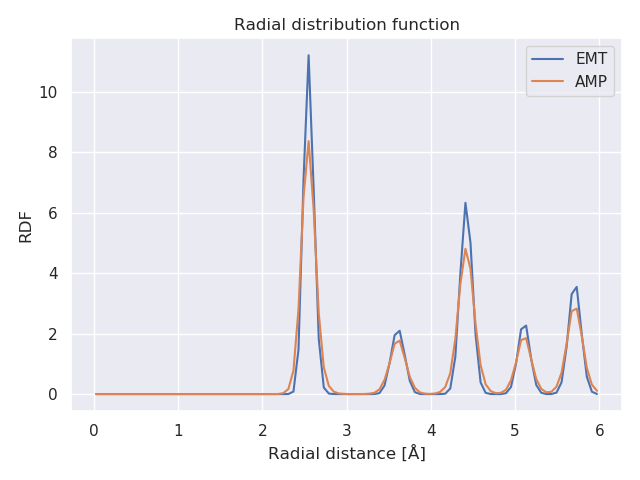 Radial distribution function
EMT
AMP
10
8
6
4
2
0
RDF
0 1 2 3 4 5 6
Radial distance [Å]